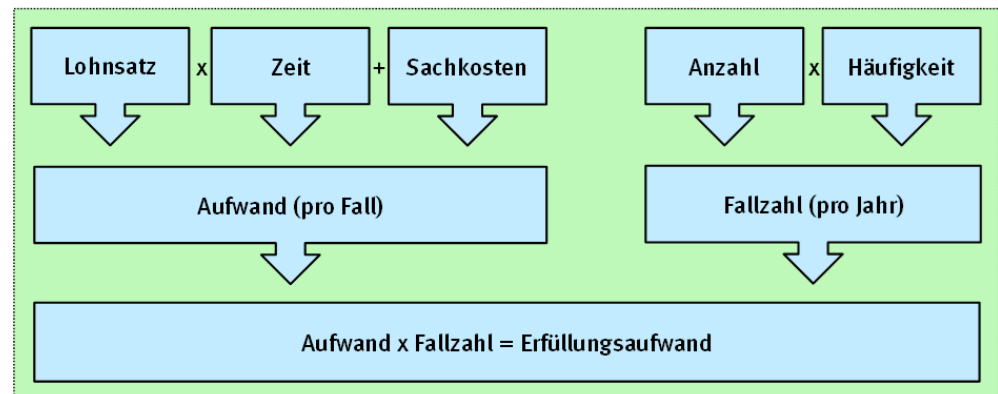 Lohnsatz x Zeit + Sachkosten Anzahl x Häufigkeit
Aufwand (pro Fall) Fallzahl (pro Jahr)
Aufwand x Fallzahl = Erfüllungsaufwand